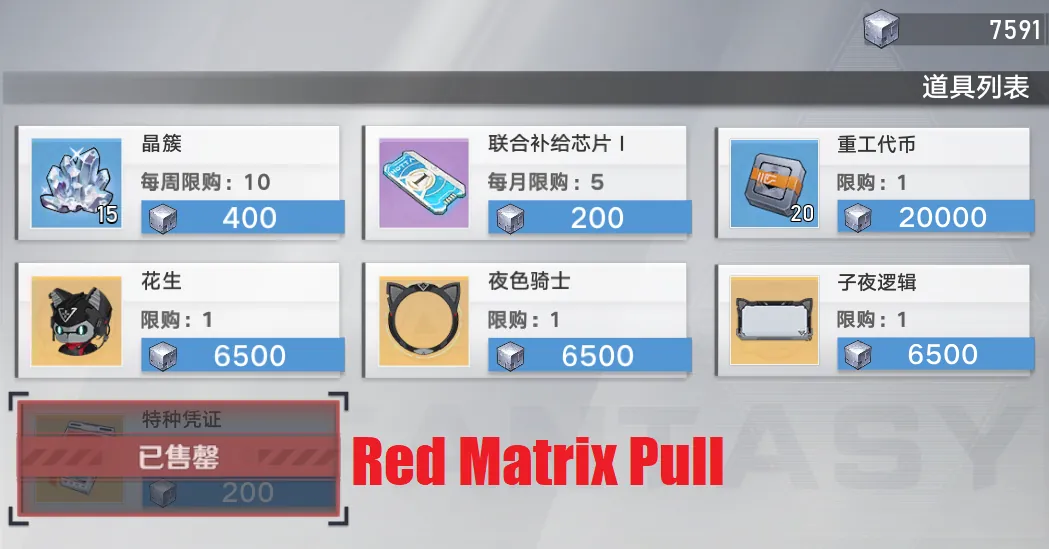 7591
道具列表
晶簇
每周限购：10
15
400
联合补给芯片Ⅰ
每月限购：5
200
重工代币
限购：1
20
20000
花生
限购：1
6500
夜色骑士
限购：1
6500
子夜逻辑
限购：1
6500
特种凭证
已售罄
200
Red Matrix Pull
FANTASY